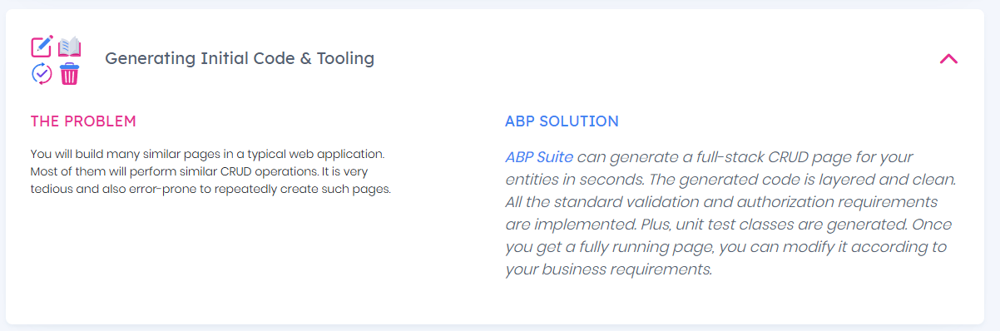 Generating Initial Code & Tooling
THE PROBLEM
You will build many similar pages in a typical web application.
Most of them will perform similar CRUD operations. It is very
tedious and also error-prone to repeatedly create such pages.
ABP SOLUTION
ABP Suite can generate a full-stack CRUD page for your
entities in seconds. The generated code is layered and clean.
All the standard validation and authorization requirements
are implemented. Plus, unit test classes are generated. Once
you get a fully running page, you can modify it according to
your business requirements.